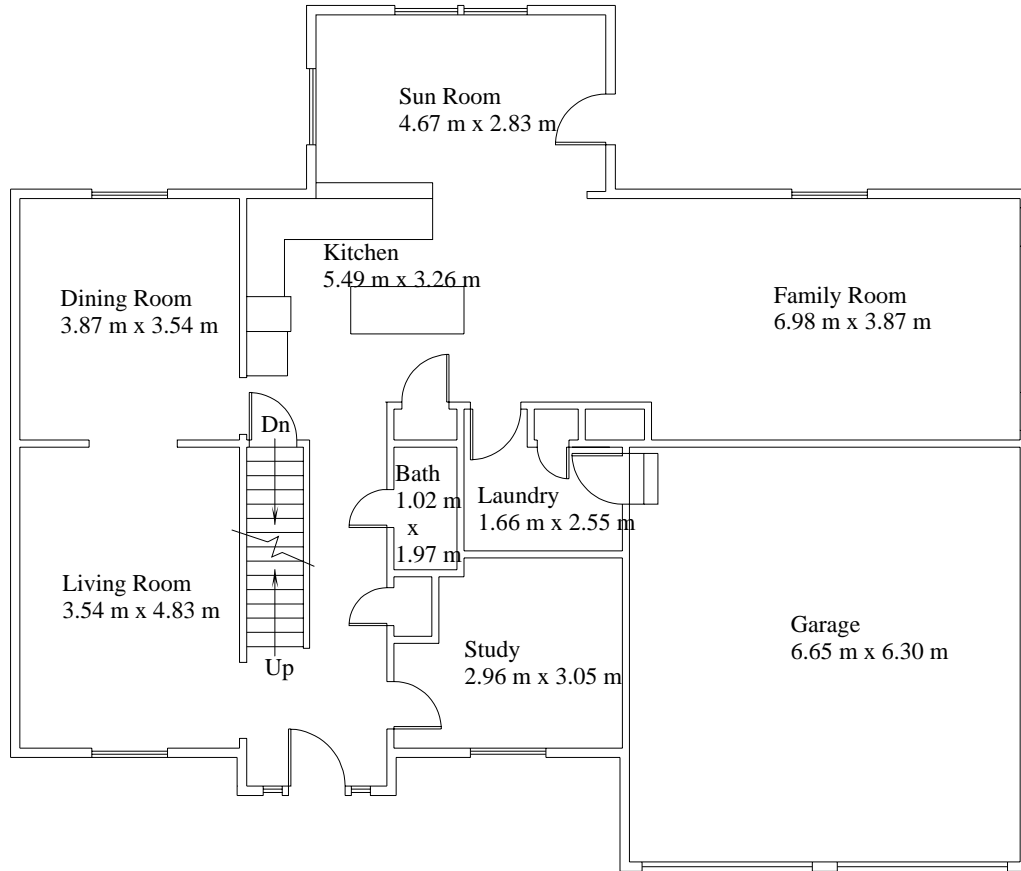 Sun Room
4.67 m x 2.83 m
Kitchen
5.49 m x 3.26 m
Dining Room
3.87 m x 3.54 m
Family Room
6.98 m x 3.87 m
Dn
Bath
1.02 m
x
1.97 m
Laundry
1.66 m x 2.55 m
Living Room
3.54 m x 4.83 m
Garage
6.65 m x 6.30 m
Study
2.96 m x 3.05 m
Up